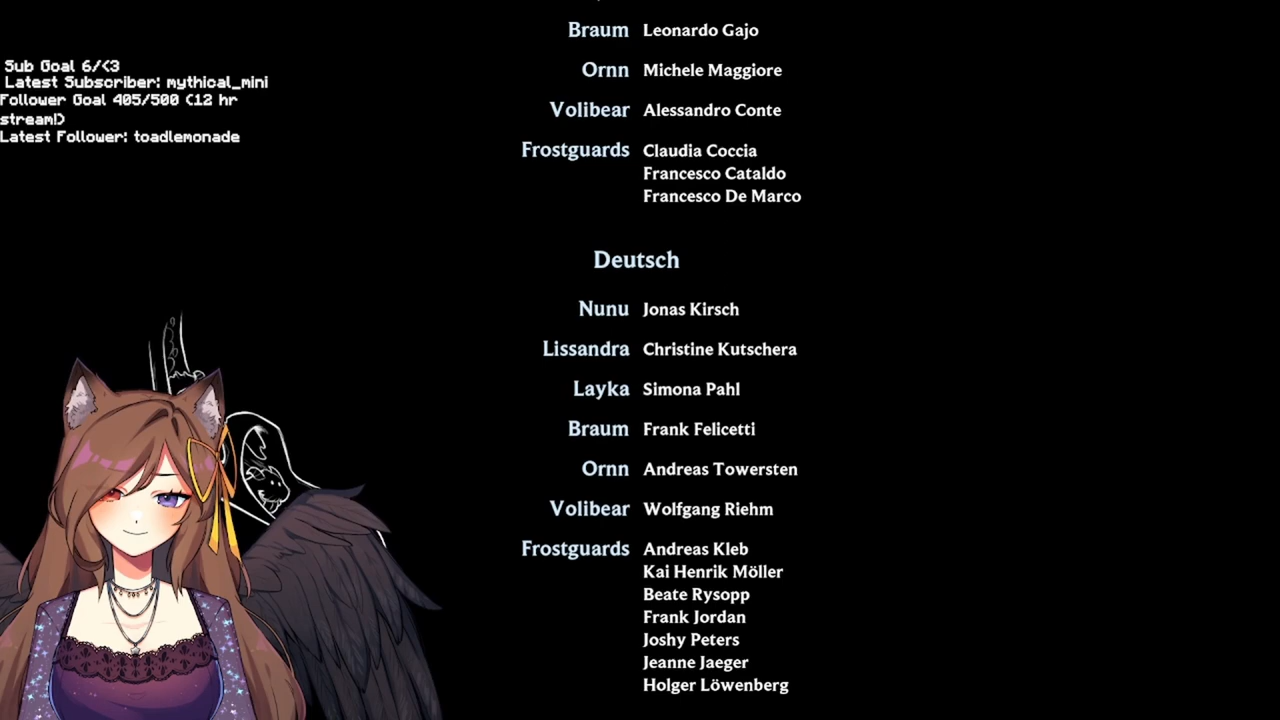 Sub Goal 6/<3
Latest Subscriber: mythical_mini
Follower Goal 405/500 (12 hr
stream!)
Latest Follower: toadlemonade
Braum Leonardo Gajo
Ornn Michele Maggiore
Volibear Alessandro Conte
Frostguards Claudia Coccia
Francesco Cataldo
Francesco De Marco
Deutsch
Nunu Jonas Kirsch
Lissandra Christine Kutschera
Layka Simona Pahl
Braum Frank Felicetti
Ornn Andreas Towersten
Volibear Wolfgang Riehm
Frostguards Andreas Kleb
Kai Henrik Möller
Beate Rysopp
Frank Jordan
Joshy Peters
Jeanne Jaeger
Holger Löwenberg